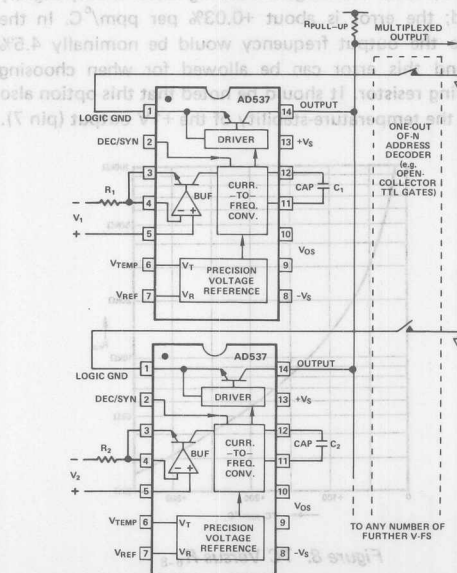 d; the error is about +0.03% per ppm/°C. In the
the output frequency would be nominally 4.5%
nd this error can be allowed for when choosing
ing resistor. It should be noted that this option also
the temperature-stability of the +1V output (pin 7).
RPULL-UP
MULTIPLEXED
OUTPUT
1
AD537
14
OUTPUT
LOGIC GND
DRIVER
13
+VS
DEC/SYN
2
ONE-OUT
OF-N
ADDRESS
DECODER
(e.g.
OPEN-
COLLECTOR
TTL GATES)
3
12
R1
BUF
CURR.
–TO–
FREQ.
CONV.
CAP
C1
4
11
V1
5
10
VOS
VTEMP
6
VT
PRECISION
VOLTAGE
REFERENCE
9
VREF
7
VR
8
-VS
1
AD537
14
OUTPUT
LOGIC GND
DRIVER
13
+VS
DEC/SYN
2
3
12
R2
BUF
CURR.
–TO–
FREQ.
CONV.
CAP
C2
4
11
V2
5
10
VOS
VTEMP
6
VT
PRECISION
VOLTAGE
REFERENCE
9
VREF
7
VR
8
-VS
TO ANY NUMBER OF
FURTHER V-FS